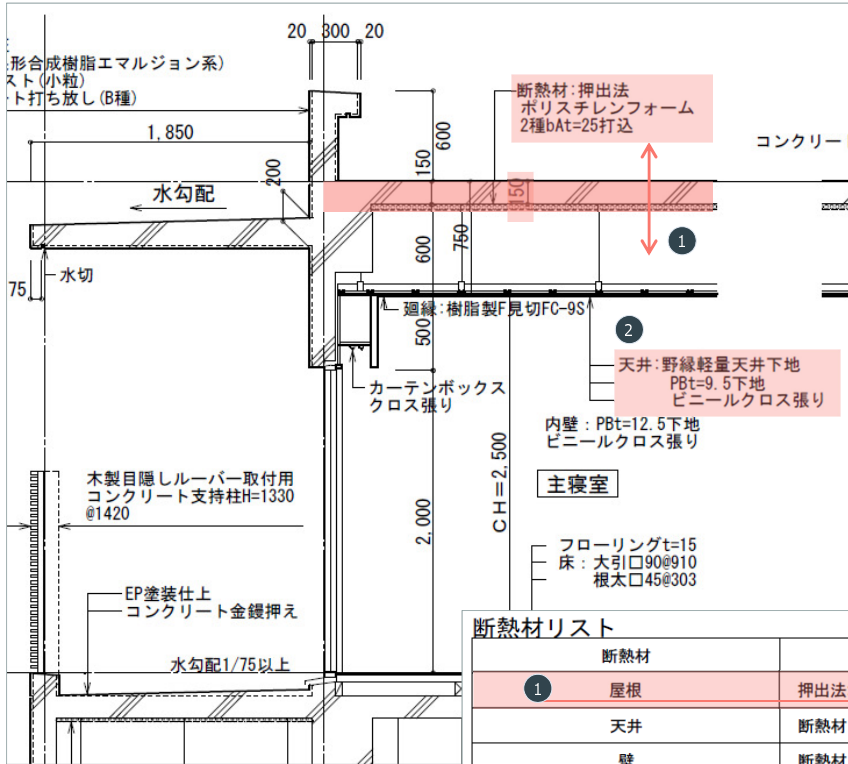 20 300 20
形合成樹脂エマルジョン系)
スト(小粒)
ート打ち放し(B種)
断熱材:押出法
ポリスチレンフォーム
2種bAt=25打込
コンクリート
1,850
600
150
200
水勾配
150
①
600
750
水切
75
廻縁:樹脂製F見切FC-9S
500
②
天井:野縁軽量天井下地
PBt=9.5下地
ビニールクロス張り
カーテンボックス
クロス張り
内壁:PBt=12.5下地
ビニールクロス張り
CH=2,500
主寝室
木製目隠しルーバー取付用
コンクリート支持柱H=1330
@1420
2,000
フローリングt=15
床:大引口90@910
根太口45@303
EP塗装仕上
コンクリート金鏝押え
水勾配1/75以上
断熱材リスト
断熱材
① 屋根 押出法
天井 断熱材
壁 断熱材